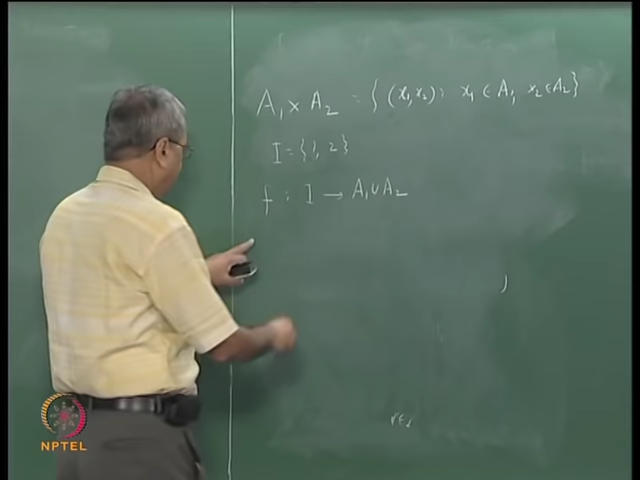 A₁ × A₂ = { (x₁, x₂) : x₁ ∈ A₁, x₂ ∈ A₂}
I = {1, 2}
f : I → A₁ ∪ A₂
NPTEL